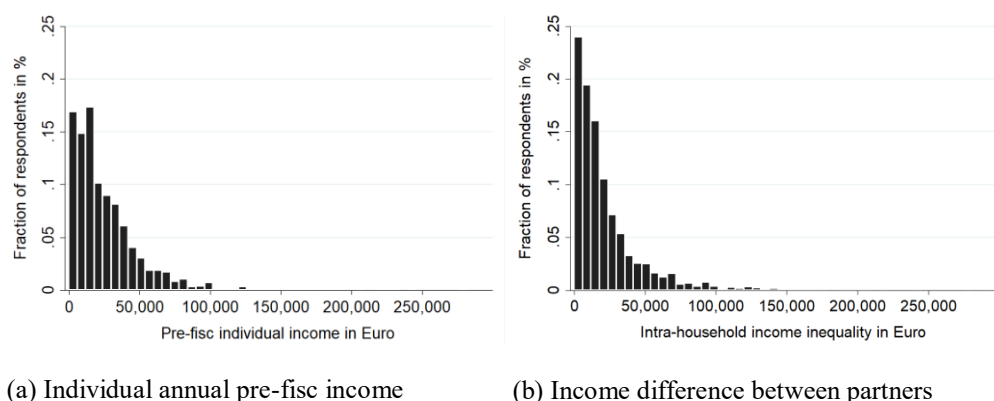 Fraction of respondents in %
.25
.2
.15
.1
.05
0
0 50,000 100,000 150,000 200,000 250,000
Pre-fisc individual income in Euro
(a) Individual annual pre-fisc income
Fraction of respondents in %
.25
.2
.15
.1
.05
0
0 50,000 100,000 150,000 200,000 250,000
Intra-household income inequality in Euro
(b) Income difference between partners